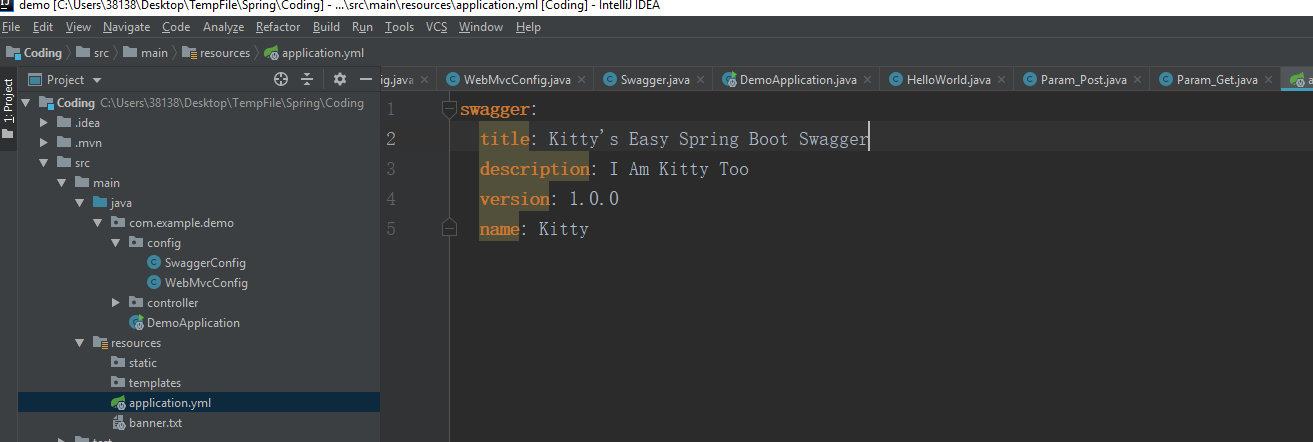 demo [C:\Users\38138\Desktop\TempFile\Spring\Coding] - ...\src\main\resources\application.yml [Coding] - IntelliJ IDEA
File Edit View Navigate Code Analyze Refactor Build Run Tools VCS Window Help
Coding src main resources application.yml
1: Project
Project
ig.java WebMvcConfig.java Swagger.java DemoApplication.java HelloWorld.java Param_Post.java Param_Get.java a
Coding C:\Users\38138\Desktop\TempFile\Spring\Coding
.idea
.mvn
src
main
java
com.example.demo
config
SwaggerConfig
WebMvcConfig
controller
DemoApplication
resources
static
templates
application.yml
banner.txt
1 swagger:
2 title: Kitty's Easy Spring Boot Swagger
3 description: I Am Kitty Too
4 version: 1.0.0
5 name: Kitty